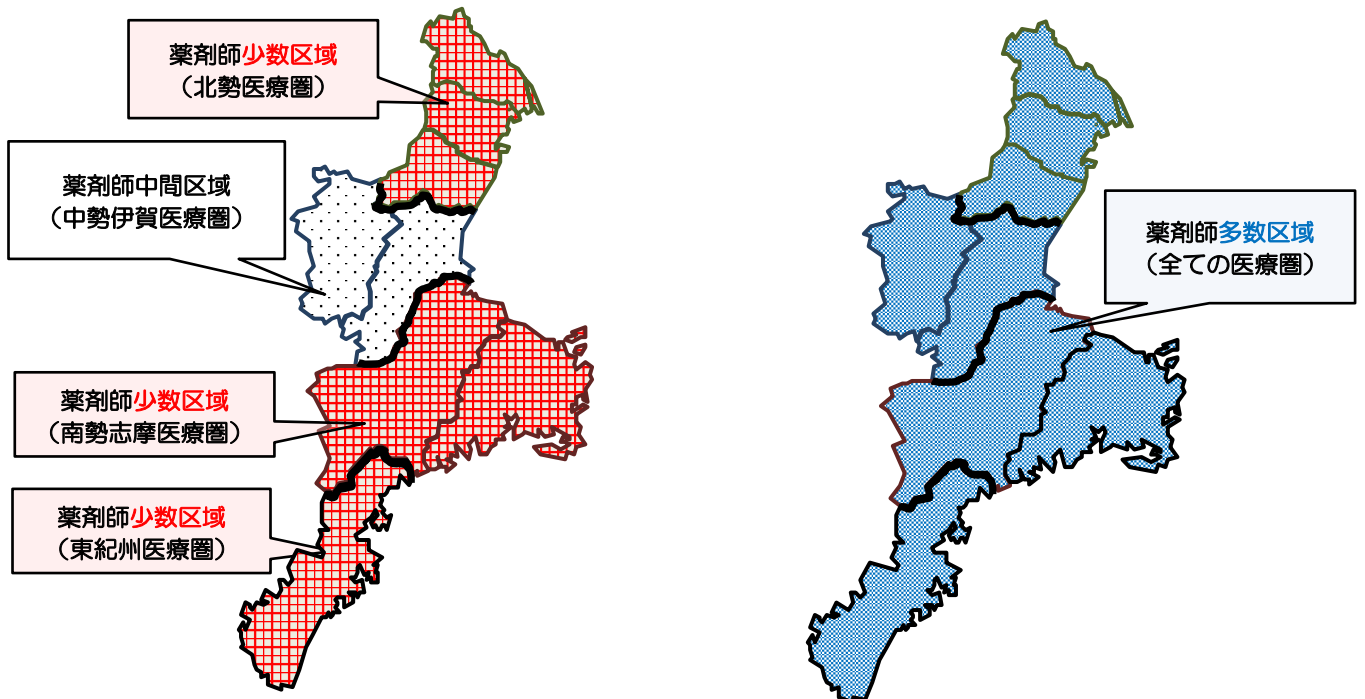 薬剤師少数区域
（北勢医療圏）
薬剤師中間区域
（中勢伊賀医療圏）
薬剤師少数区域
（南勢志摩医療圏）
薬剤師少数区域
（東紀州医療圏）
薬剤師多数区域
（全ての医療圏）